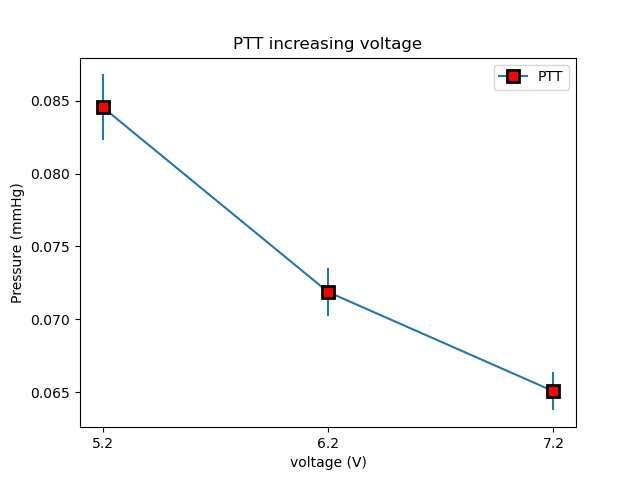 PTT increasing voltage
PTT
0.085
0.080
0.075
0.070
0.065
Pressure (mmHg)
5.2
6.2
7.2
voltage (V)